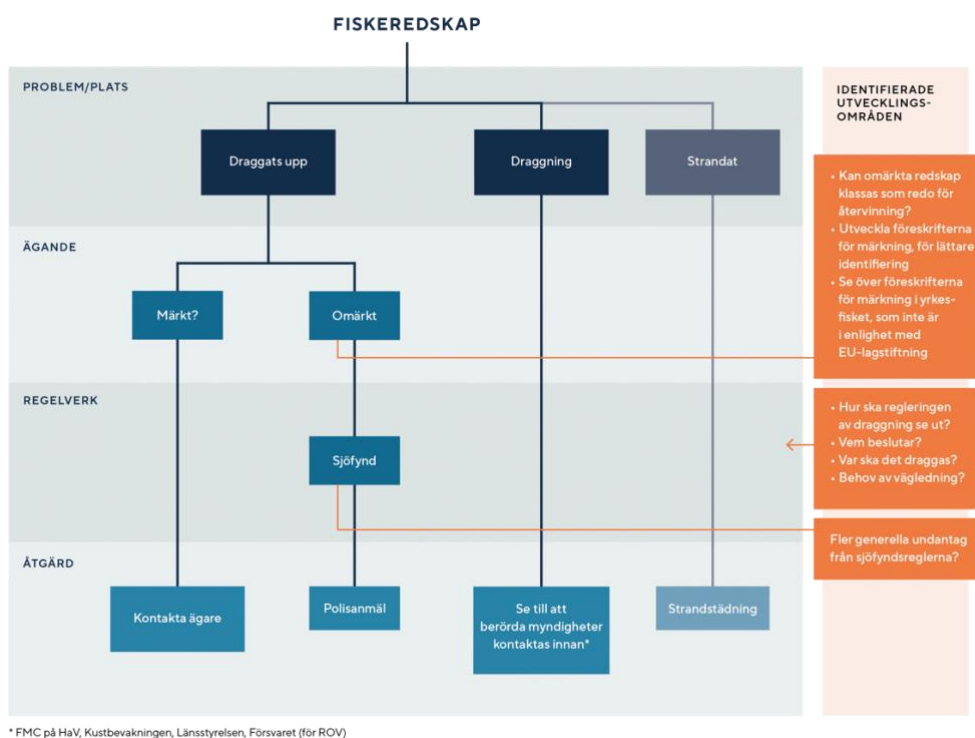 FISKEREDSKAP
PROBLEM/PLATS
Draggats upp
Draggning
Strandat
ÄGANDE
Märkt?
Omärkt
REGELVERK
Sjöfynd
ÅTGÄRD
Kontakta ägare
Polisanmäl
Se till att
berörda myndigheter
kontaktas innan*
Strandstädning
IDENTIFIERADE
UTVECKLINGS-
OMRÅDEN
• Kan omärkta redskap
klassas som redo för
återvinning?
• Utveckla föreskrifterna
för märkning, för lättare
identifiering
• Se över föreskrifterna
för märkning i yrkes-
fisket, som inte är
i enlighet med
EU-lagstiftning
• Hur ska regleringen
av draggning se ut?
• Vem beslutar?
• Var ska det draggas?
• Behov av vägledning?
Fler generella undantag
från sjöfyndsreglerna?
* FMC på HaV, Kustbevakningen, Länsstyrelsen, Försvaret (för ROV)